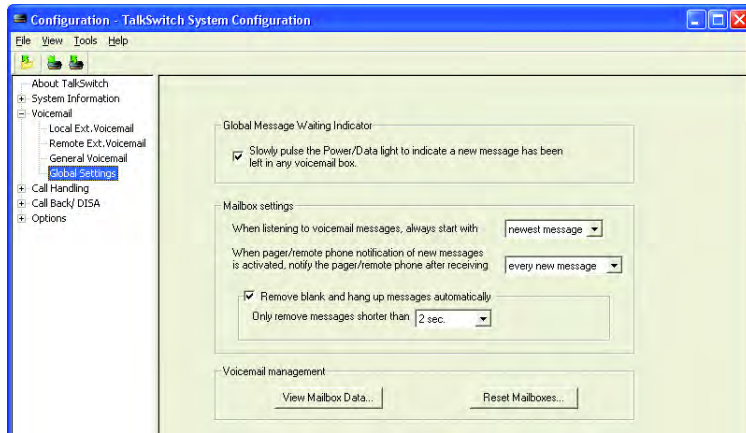 Configuration - TalkSwitch System Configuration
File View Tools Help
About TalkSwitch
System Information
Voicemail
Local Ext.Voicemail
Remote Ext.Voicemail
General Voicemail
Global Settings
Call Handling
Call Back/ DISA
Options
Global Message Waiting Indicator
Slowly pulse the Power/Data light to indicate a new message has been
left in any voicemail box.
Mailbox settings
When listening to voicemail messages, always start with newest message
When pager/remote phone notification of new messages
is activated, notify the pager/remote phone after receiving every new message
Remove blank and hang up messages automatically
Only remove messages shorter than 2 sec.
Voicemail management
View Mailbox Data... Reset Mailboxes...